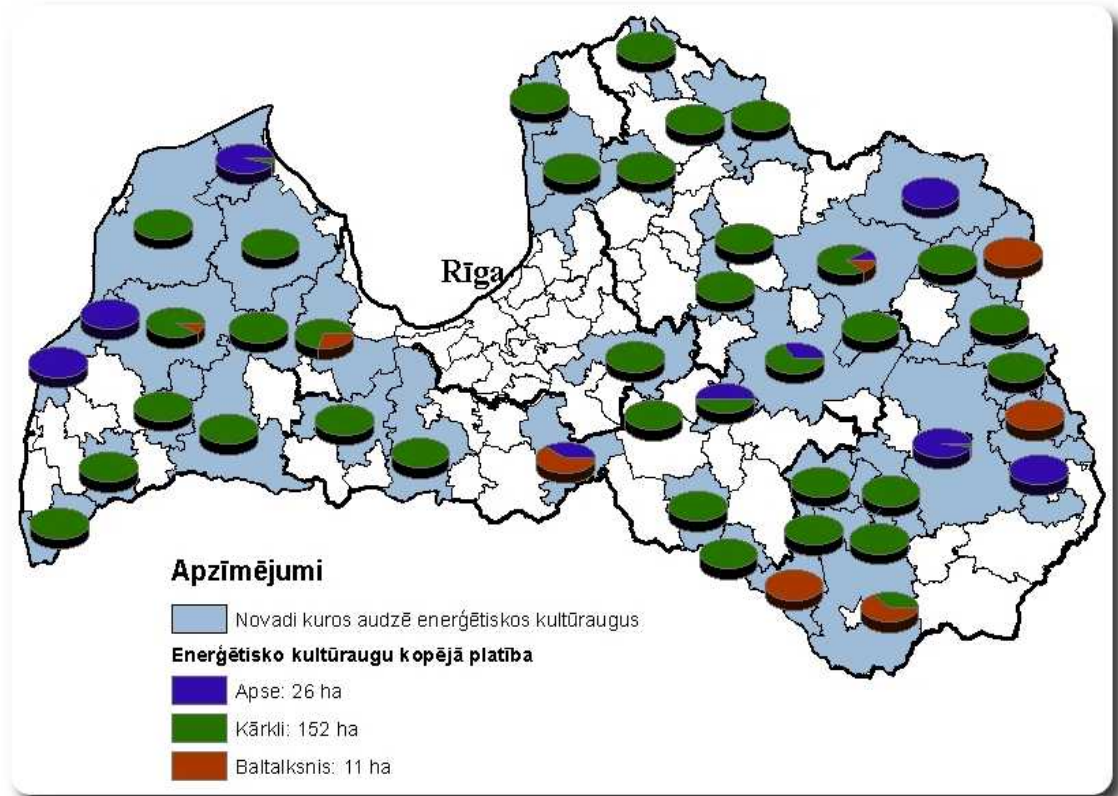 Rīga
Apzīmējumi
Novadi kuros audzē enerģētiskos kultūraugus
Enerģētisko kultūraugu kopējā platība
Apse: 26 ha
Kārkli: 152 ha
Baltalksnis: 11 ha